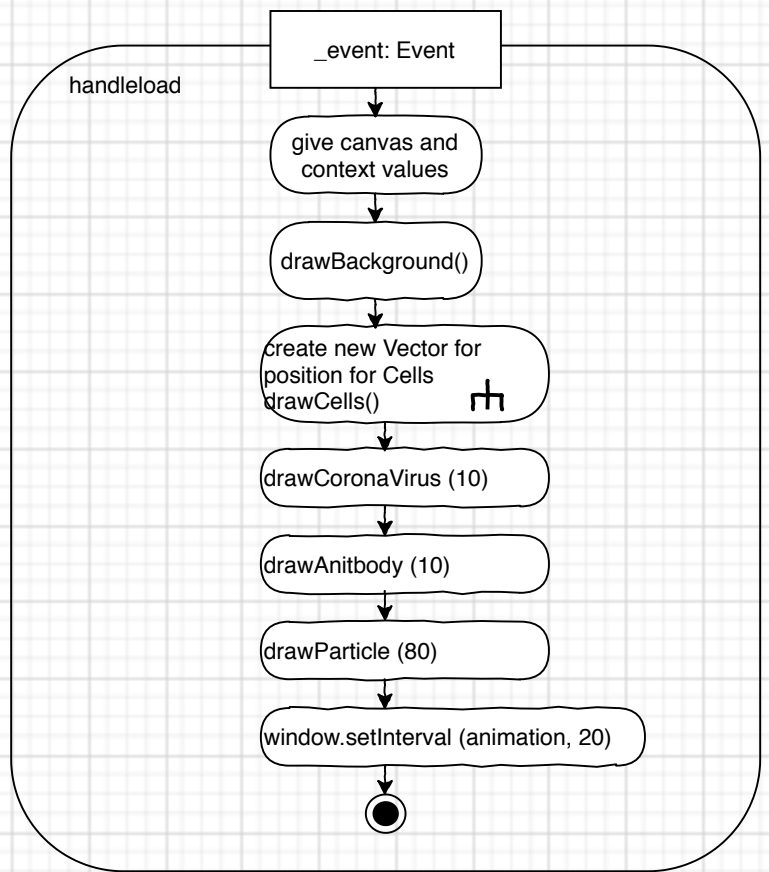 _event: Event
handleload
give canvas and
context values
drawBackground()
create new Vector for
position for Cells
drawCells()
drawCoronaVirus (10)
drawAnitbody (10)
drawParticle (80)
window.setInterval (animation, 20)